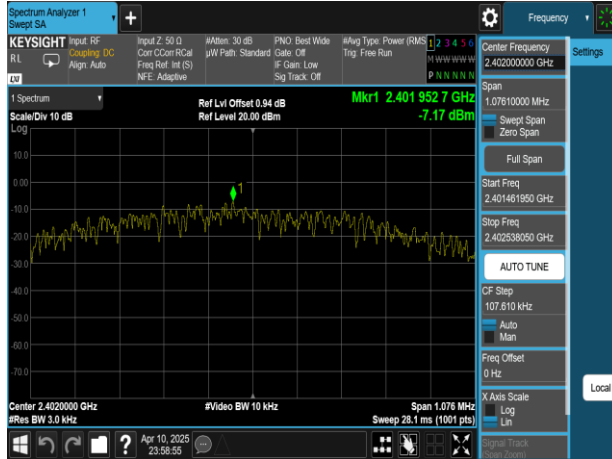 Spectrum Analyzer 1
Swept SA
Frequency
KEYSIGHT
RL
Input: RF
Coupling: DC
Align: Auto
Input Z: 50 Ω
Corr CCorr RCal
Freq Ref: Int (S)
NFE: Adaptive
#Atten: 30 dB
µW Path: Standard
PNO: Best Wide
Gate: Off
IF Gain: Low
Sig Track: Off
#Avg Type: Power (RMS
Trig: Free Run
1 2 3 4 5 6
M W W W W W
P N N N N N
Settings
Center Frequency
2.402000000 GHz
Span
1.07610000 MHz
Swept Span
Zero Span
Full Span
Start Freq
2.401461950 GHz
Stop Freq
2.402538050 GHz
AUTO TUNE
CF Step
107.610 kHz
Auto
Man
Freq Offset
0 Hz
X Axis Scale
Log
Lin
Signal Track
(Span Zoom)
Local
1 Spectrum
Scale/Div 10 dB
Log
Ref Lvl Offset 0.94 dB
Ref Level 20.00 dBm
Mkr1 2.401 952 7 GHz
-7.17 dBm
1
10.0
0.00
-10.0
-20.0
-30.0
-40.0
-50.0
-60.0
-70.0
Center 2.4020000 GHz
#Res BW 3.0 kHz
#Video BW 10 kHz
Span 1.076 MHz
Sweep 28.1 ms (1001 pts)
?
Apr 10, 2025
23:58:55